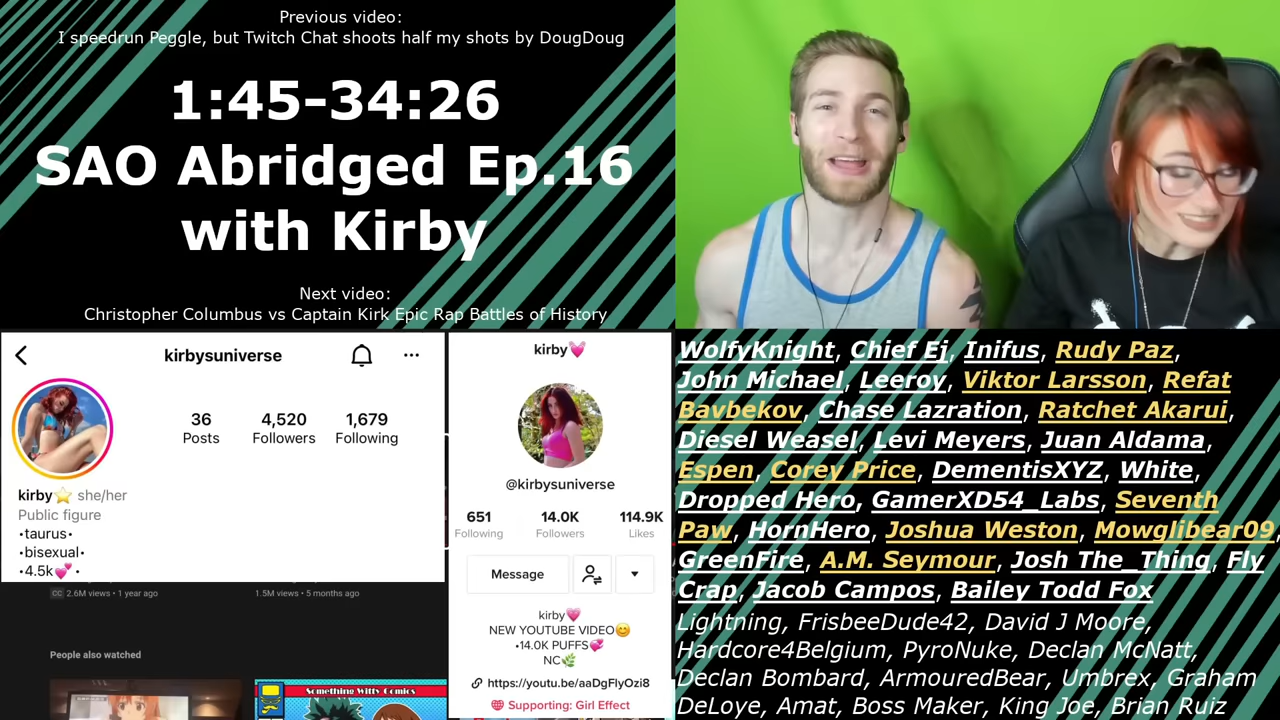 Previous video:
I speedrun Peggle, but Twitch Chat shoots half my shots by DougDoug
1:45-34:26
SAO Abridged Ep.16
with Kirby
Next video:
Christopher Columbus vs Captain Kirk Epic Rap Battles of History
kirbysuniverse
36
4,520
1,679
Posts
Followers
Following
kirby⭐ she/her
Public figure
•taurus•
•bisexual•
•4.5k💞 •
CC 2.6M views • 1 year ago
1.5M views • 5 months ago
People also watched
Something Witty Comics
kirby💓
@kirbysuniverse
651
14.0K
114.9K
Following
Followers
Likes
Message
kirby💓
NEW YOUTUBE VIDEO😊
•14.0K PUFFS💞
NC🌿
https://youtu.be/aaDgFlyOzi8
Supporting: Girl Effect
WolfyKnight, Chief Ej, Inifus, Rudy Paz,
John Michael, Leeroy, Viktor Larsson, Refat
Bavbekov, Chase Lazration, Ratchet Akarui,
Diesel Weasel, Levi Meyers, Juan Aldama,
Espen, Corey Price, DementisXYZ, White,
Dropped Hero, GamerXD54_Labs, Seventh
Paw, HornHero, Joshua Weston, Mowglibear09,
GreenFire, A.M. Seymour, Josh The_Thing, Fly
Crap, Jacob Campos, Bailey Todd Fox
Lightning, FrisbeeDude42, David J Moore,
Hardcore4Belgium, PyroNuke, Declan McNatt,
Declan Bombard, ArmouredBear, Umbrex, Graham
DeLoye, Amat, Boss Maker, King Joe, Brian Ruiz